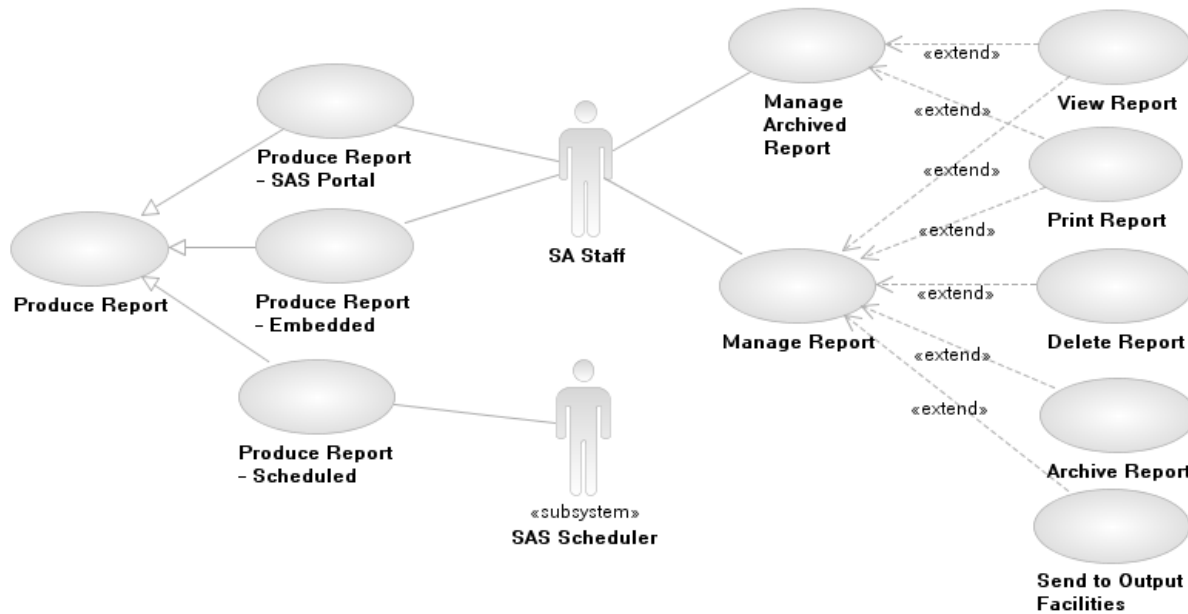 Produce Report
- SAS Portal
Produce Report
Produce Report
- Embedded
Produce Report
- Scheduled
SA Staff
«subsystem»
SAS Scheduler
Manage
Archived
Report
Manage Report
«extend»
«extend»
«extend»
«extend»
«extend»
«extend»
«extend»
View Report
Print Report
Delete Report
Archive Report
Send to Output
Facilities